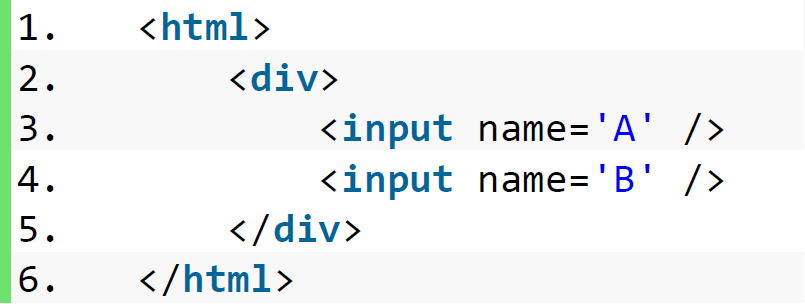 1. <html>
2. <div>
3. <input name='A' />
4. <input name='B' />
5. </div>
6. </html>